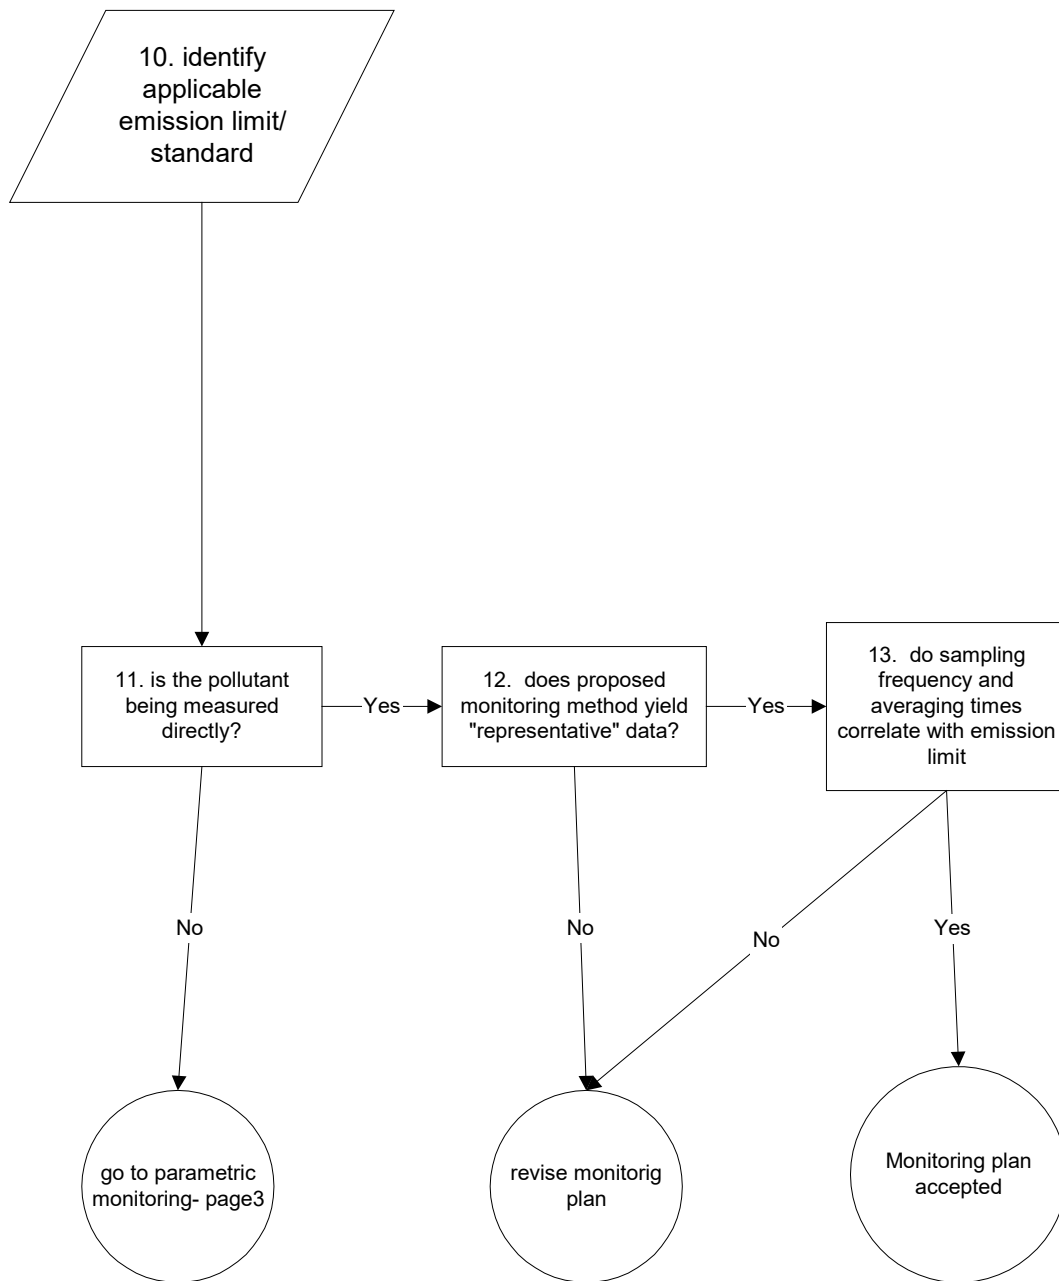 10. identify
applicable
emission limit/
standard
11. is the pollutant
being measured
directly?
Yes
12.  does proposed
monitoring method yield
"representative" data?
Yes
13.  do sampling
frequency and
averaging times
correlate with emission
limit
No
No
No
Yes
go to parametric
monitoring- page3
revise monitorig
plan
Monitoring plan
accepted